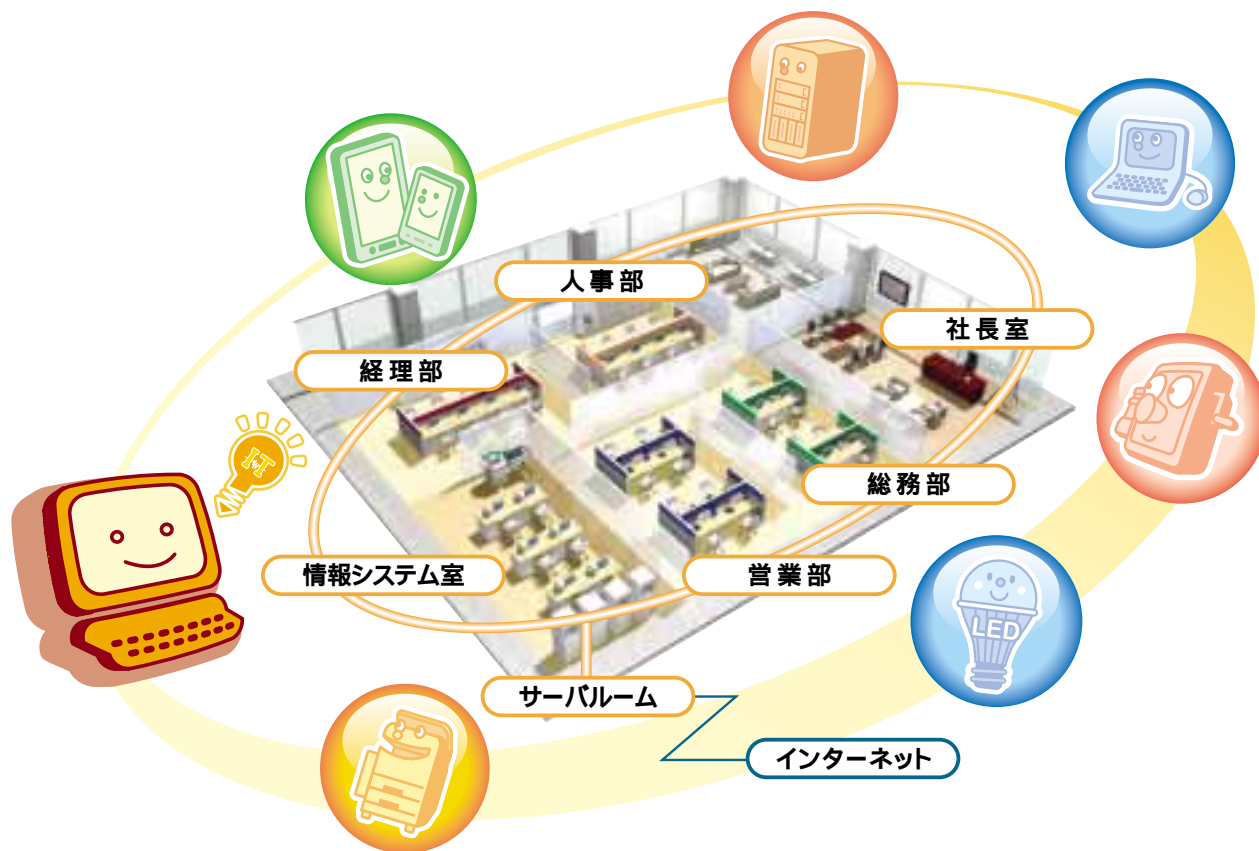 人事部
社長室
経理部
総務部
情報システム室
営業部
LED
サーバルーム
インターネット